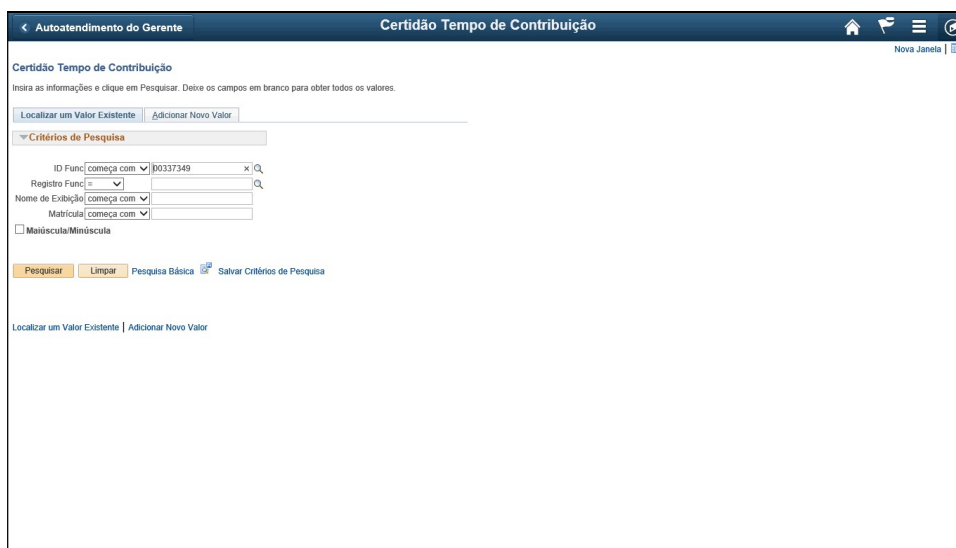 Autoatendimento do Gerente
Certidão Tempo de Contribuição
Nova Janela |
Certidão Tempo de Contribuição
Insira as informações e clique em Pesquisar. Deixe os campos em branco para obter todos os valores.
Localizar um Valor Existente Adicionar Novo Valor
Critérios de Pesquisa
ID Func começa com 00337349 ×
Registro Func =
Nome de Exibição começa com
Matrícula começa com
Maiúscula/Minúscula
Pesquisar Limpar Pesquisa Básica Salvar Critérios de Pesquisa
Localizar um Valor Existente | Adicionar Novo Valor